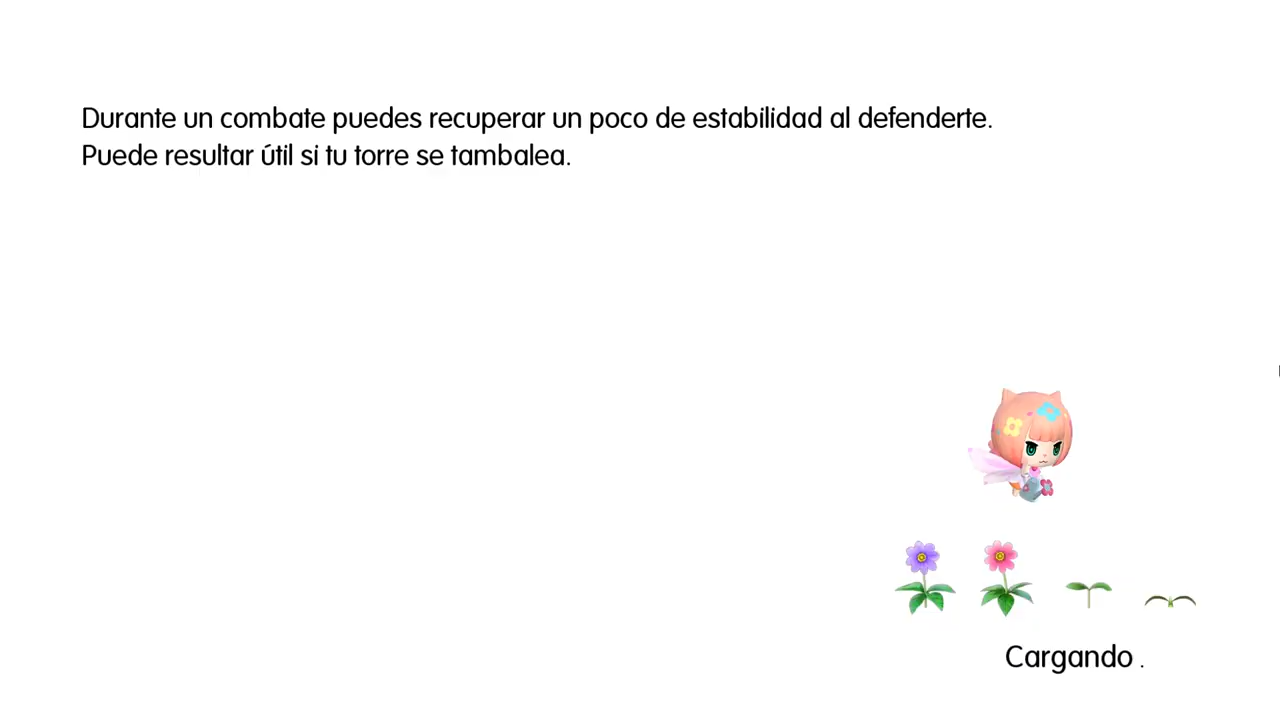 Durante un combate puedes recuperar un poco de estabilidad al defenderte.
Puede resultar útil si tu torre se tambalea.
Cargando .